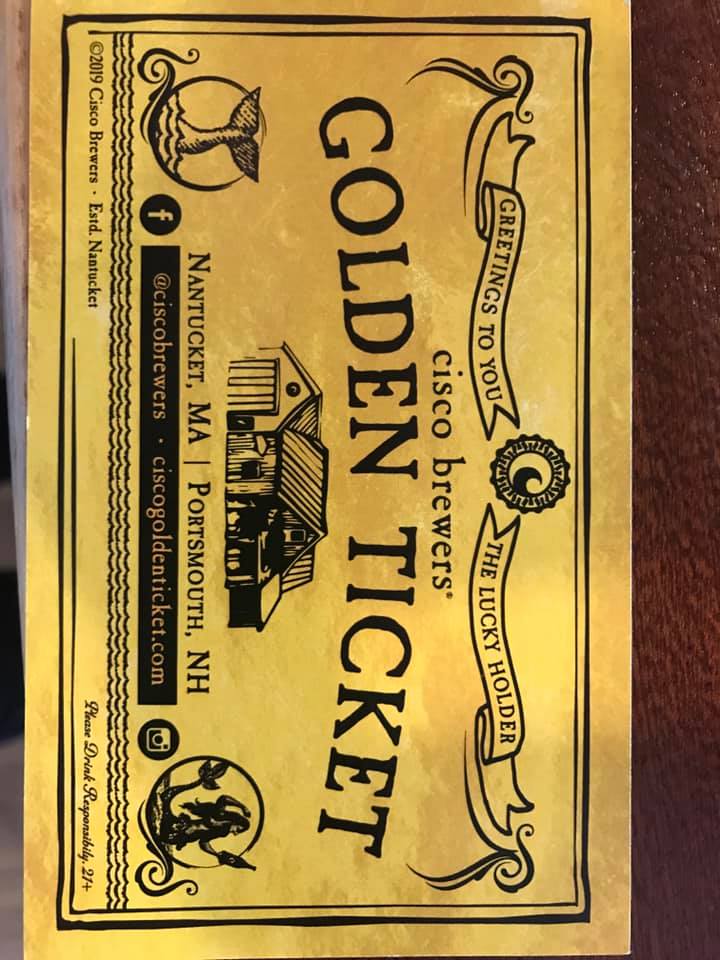 GREETINGS TO YOU THE LUCKY HOLDER
cisco brewers®
GOLDEN TICKET
NANTUCKET, MA | PORTSMOUTH, NH
@ciscobrewers • ciscogoldenticket.com
©2019 Cisco Brewers • Estd. Nantucket
Please Drink Responsibily. 21+